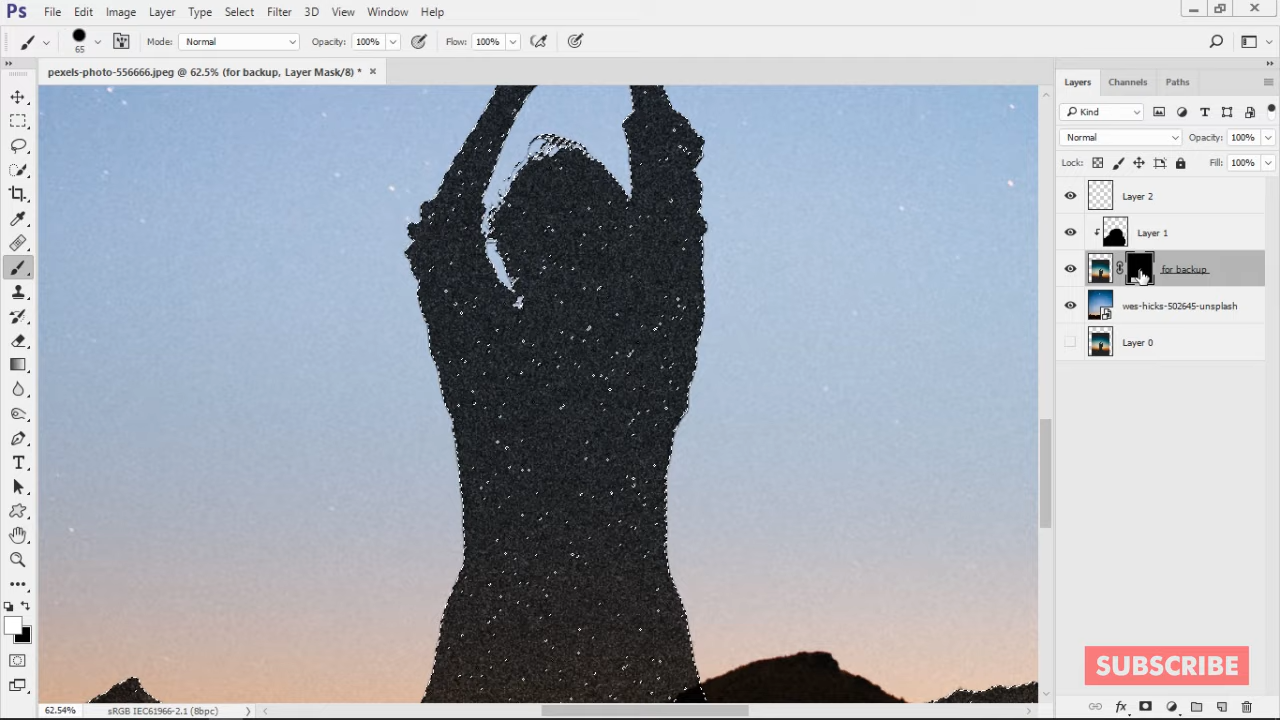 Ps File Edit Image Layer Type Select Filter 3D View Window Help
65 Mode: Normal Opacity: 100% Flow: 100%
pexels-photo-556666.jpeg @ 62.5% (for backup, Layer Mask/8) * ×
Layers Channels Paths
Kind
Normal Opacity: 100%
Lock: Fill: 100%
Layer 2
Layer 1
for backup
wes-hicks-502645-unsplash
Layer 0
SUBSCRIBE
62.54% sRGB IEC61966-2.1 (8bpc)